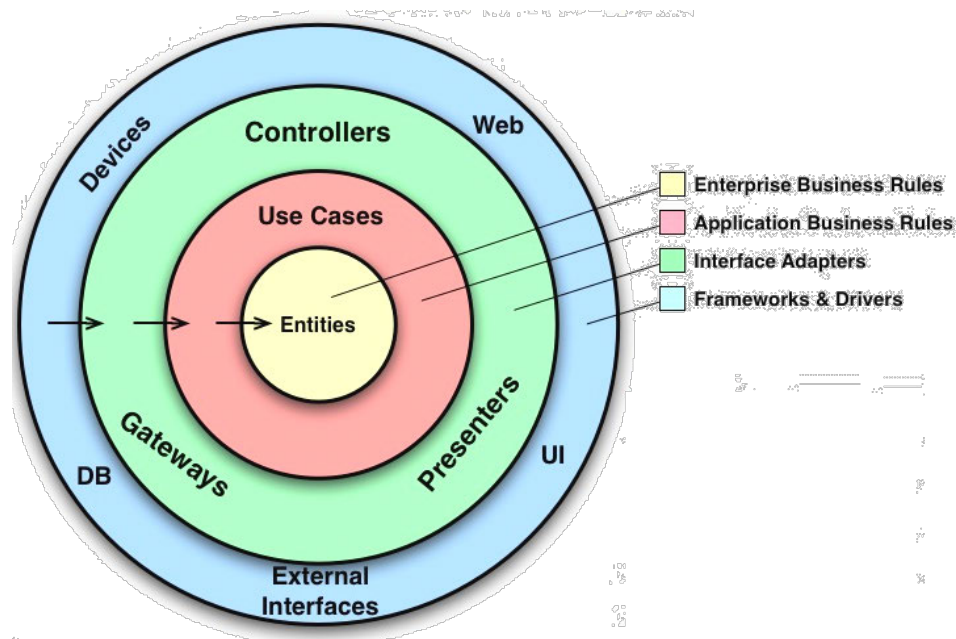 Devices
Web
Controllers
Use Cases
Entities
Gateways
Presenters
DB
UI
External
Interfaces
Enterprise Business Rules
Application Business Rules
Interface Adapters
Frameworks & Drivers